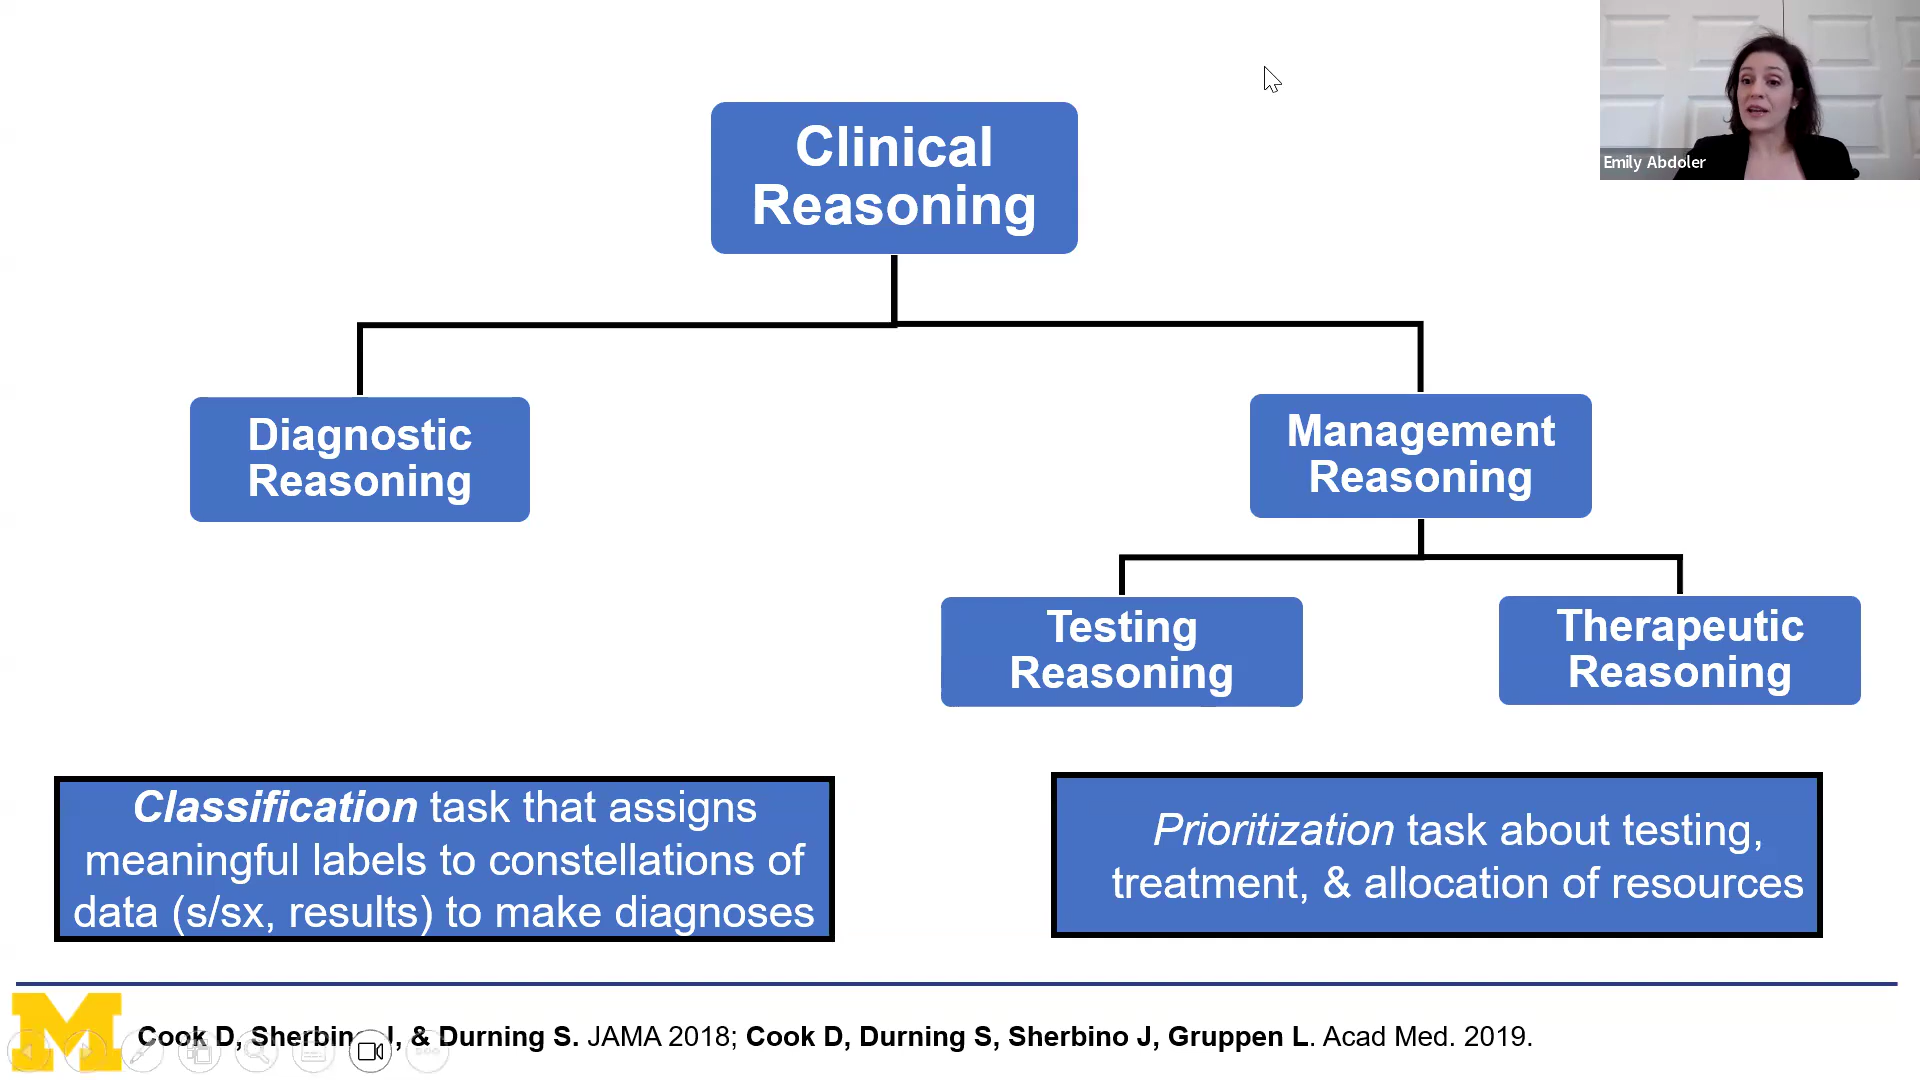 Clinical
Reasoning
Emily Abdoler
Diagnostic
Reasoning
Management
Reasoning
Testing
Reasoning
Therapeutic
Reasoning
Classification task that assigns
meaningful labels to constellations of
data (s/sx, results) to make diagnoses
Prioritization task about testing,
treatment, & allocation of resources
M
Cook D, Sherbino J, & Durning S. JAMA 2018; Cook D, Durning S, Sherbino J, Gruppen L. Acad Med. 2019.